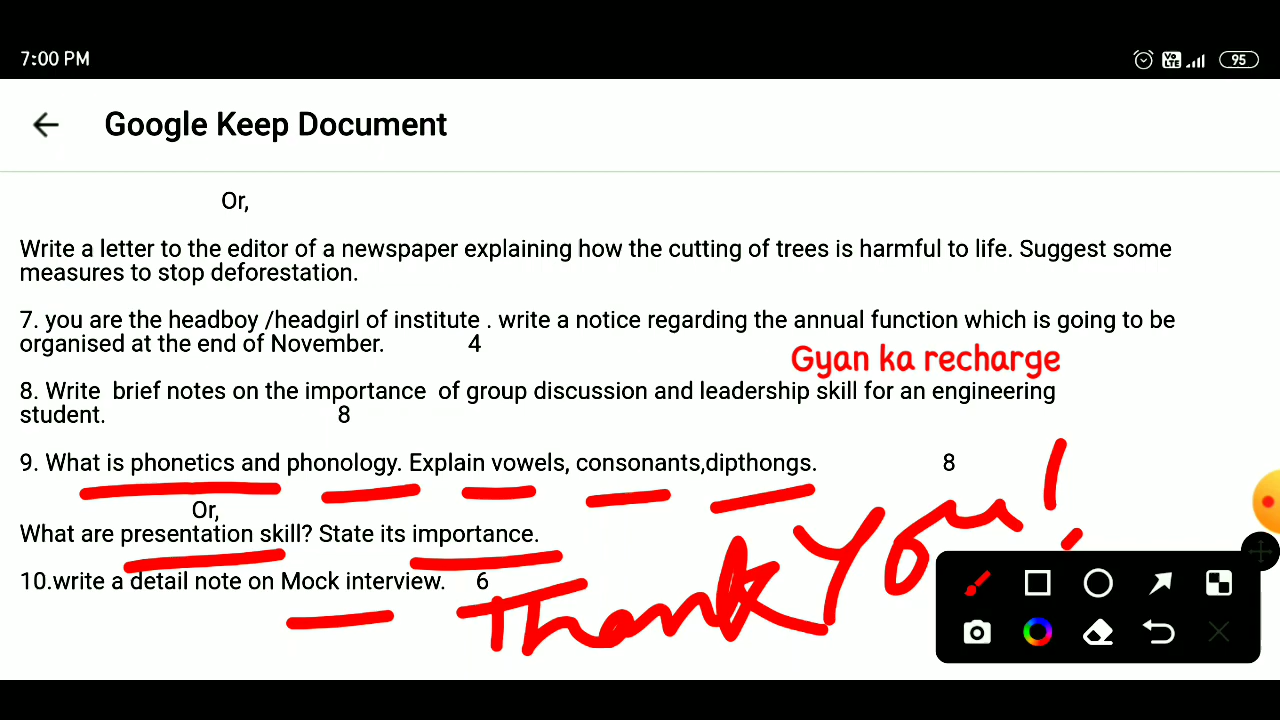 7:00 PM
Vo LTE
95
Google Keep Document
Or,
Write a letter to the editor of a newspaper explaining how the cutting of trees is harmful to life. Suggest some
measures to stop deforestation.
7. you are the headboy /headgirl of institute . write a notice regarding the annual function which is going to be
organised at the end of November. 4
Gyan ka recharge
8. Write brief notes on the importance of group discussion and leadership skill for an engineering
student. 8
9. What is phonetics and phonology. Explain vowels, consonants,dipthongs. 8
Or,
What are presentation skill? State its importance.
10.write a detail note on Mock interview. 6
Thank You!